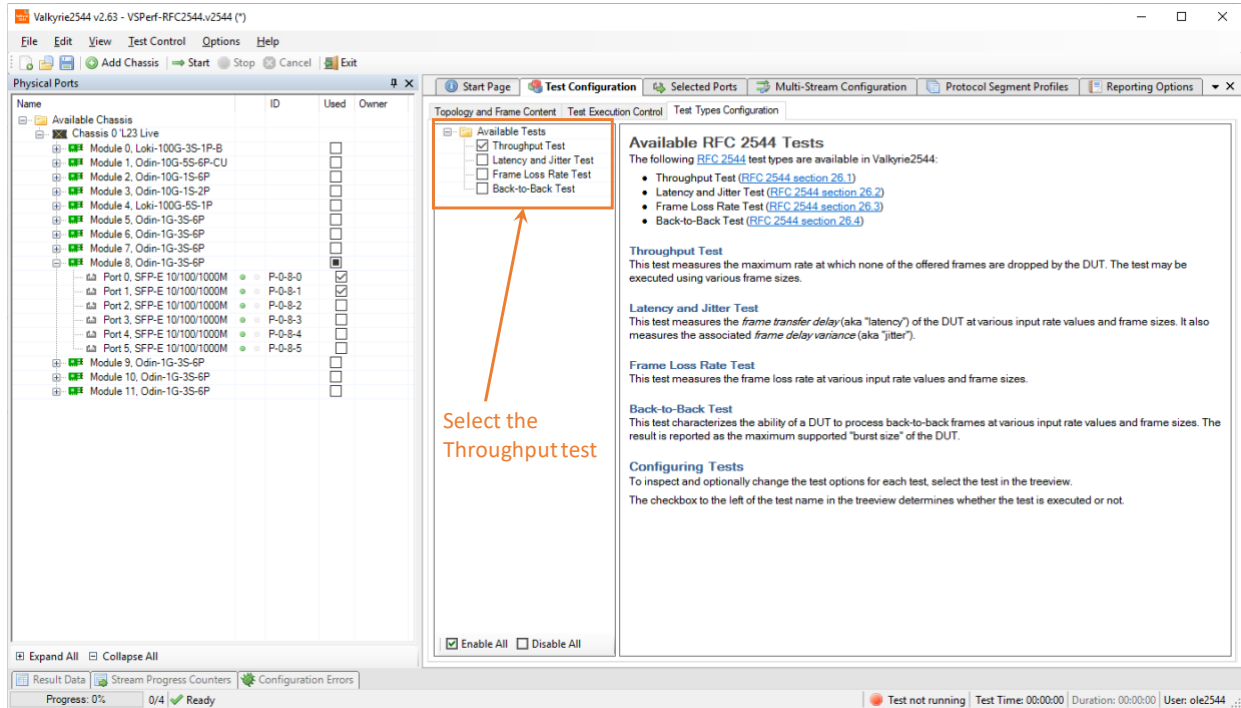 Valkyrie2544 v2.63 - VSPerf-RFC2544.v2544 (*)
File Edit View Test Control Options Help
Add Chassis Start Stop Cancel Exit
Physical Ports
Name ID Used Owner
Available Chassis
Chassis 0 'L23 Live
Module 0, Loki-100G-3S-1P-B
Module 1, Odin-10G-5S-6P-CU
Module 2, Odin-10G-1S-6P
Module 3, Odin-10G-1S-2P
Module 4, Loki-100G-5S-1P
Module 5, Odin-1G-3S-6P
Module 6, Odin-1G-3S-6P
Module 7, Odin-1G-3S-6P
Module 8, Odin-1G-3S-6P
Port 0, SFP-E 10/100/1000M P-0-8-0
Port 1, SFP-E 10/100/1000M P-0-8-1
Port 2, SFP-E 10/100/1000M P-0-8-2
Port 3, SFP-E 10/100/1000M P-0-8-3
Port 4, SFP-E 10/100/1000M P-0-8-4
Port 5, SFP-E 10/100/1000M P-0-8-5
Module 9, Odin-1G-3S-6P
Module 10, Odin-1G-3S-6P
Module 11, Odin-1G-3S-6P
Expand All Collapse All
Start Page Test Configuration Selected Ports Multi-Stream Configuration Protocol Segment Profiles Reporting Options
Topology and Frame Content Test Execution Control Test Types Configuration
Available Tests
Throughput Test
Latency and Jitter Test
Frame Loss Rate Test
Back-to-Back Test
Select the
Throughput test
Enable All Disable All
Available RFC 2544 Tests
The following RFC 2544 test types are available in Valkyrie2544:
• Throughput Test (RFC 2544 section 26.1)
• Latency and Jitter Test (RFC 2544 section 26.2)
• Frame Loss Rate Test (RFC 2544 section 26.3)
• Back-to-Back Test (RFC 2544 section 26.4)
Throughput Test
This test measures the maximum rate at which none of the offered frames are dropped by the DUT. The test may be
executed using various frame sizes.
Latency and Jitter Test
This test measures the frame transfer delay (aka "latency") of the DUT at various input rate values and frame sizes. It also
measures the associated frame delay variance (aka "jitter").
Frame Loss Rate Test
This test measures the frame loss rate at various input rate values and frame sizes.
Back-to-Back Test
This test characterizes the ability of a DUT to process back-to-back frames at various input rate values and frame sizes. The
result is reported as the maximum supported "burst size" of the DUT.
Configuring Tests
To inspect and optionally change the test options for each test, select the test in the treeview.
The checkbox to the left of the test name in the treeview determines whether the test is executed or not.
Result Data Stream Progress Counters Configuration Errors
Progress: 0% 0/4 Ready Test not running Test Time: 00:00:00 Duration: 00:00:00 User: ole2544